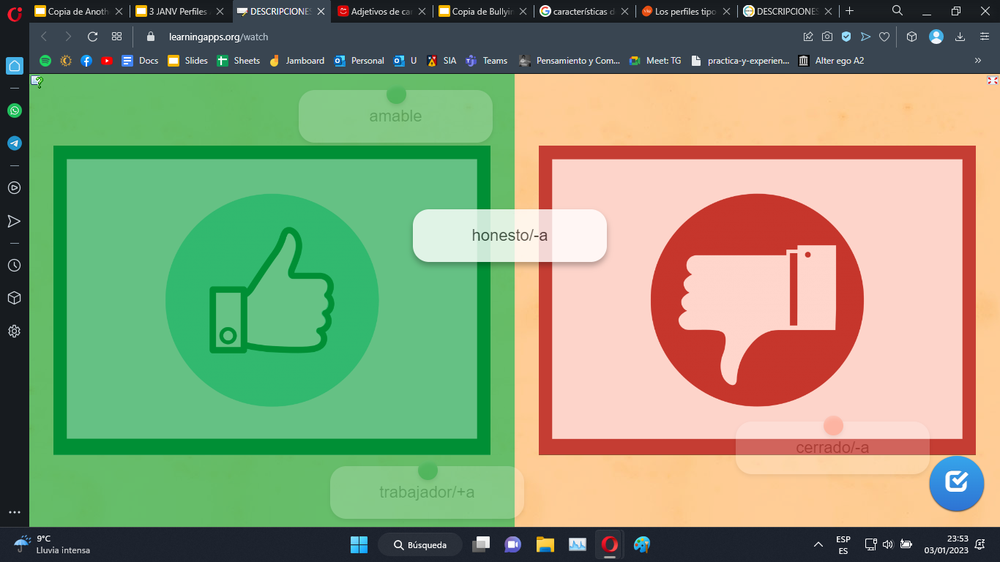 Copia de Anoth
3 JANV Perfiles
DESCRIPCIONES
Adjetivos de car
Copia de Bullyin
características d
Los perfiles tipo
DESCRIPCIONES
learningapps.org/watch
Docs
Slides
Sheets
Jamboard
Personal
U
SIA
Teams
Pensamiento y Com...
Meet: TG
practica-y-experien...
Alter ego A2
amable
honesto/-a
cerrado/-a
trabajador/+a
9°C
Lluvia intensa
Búsqueda
ESP
ES
23:53
03/01/2023